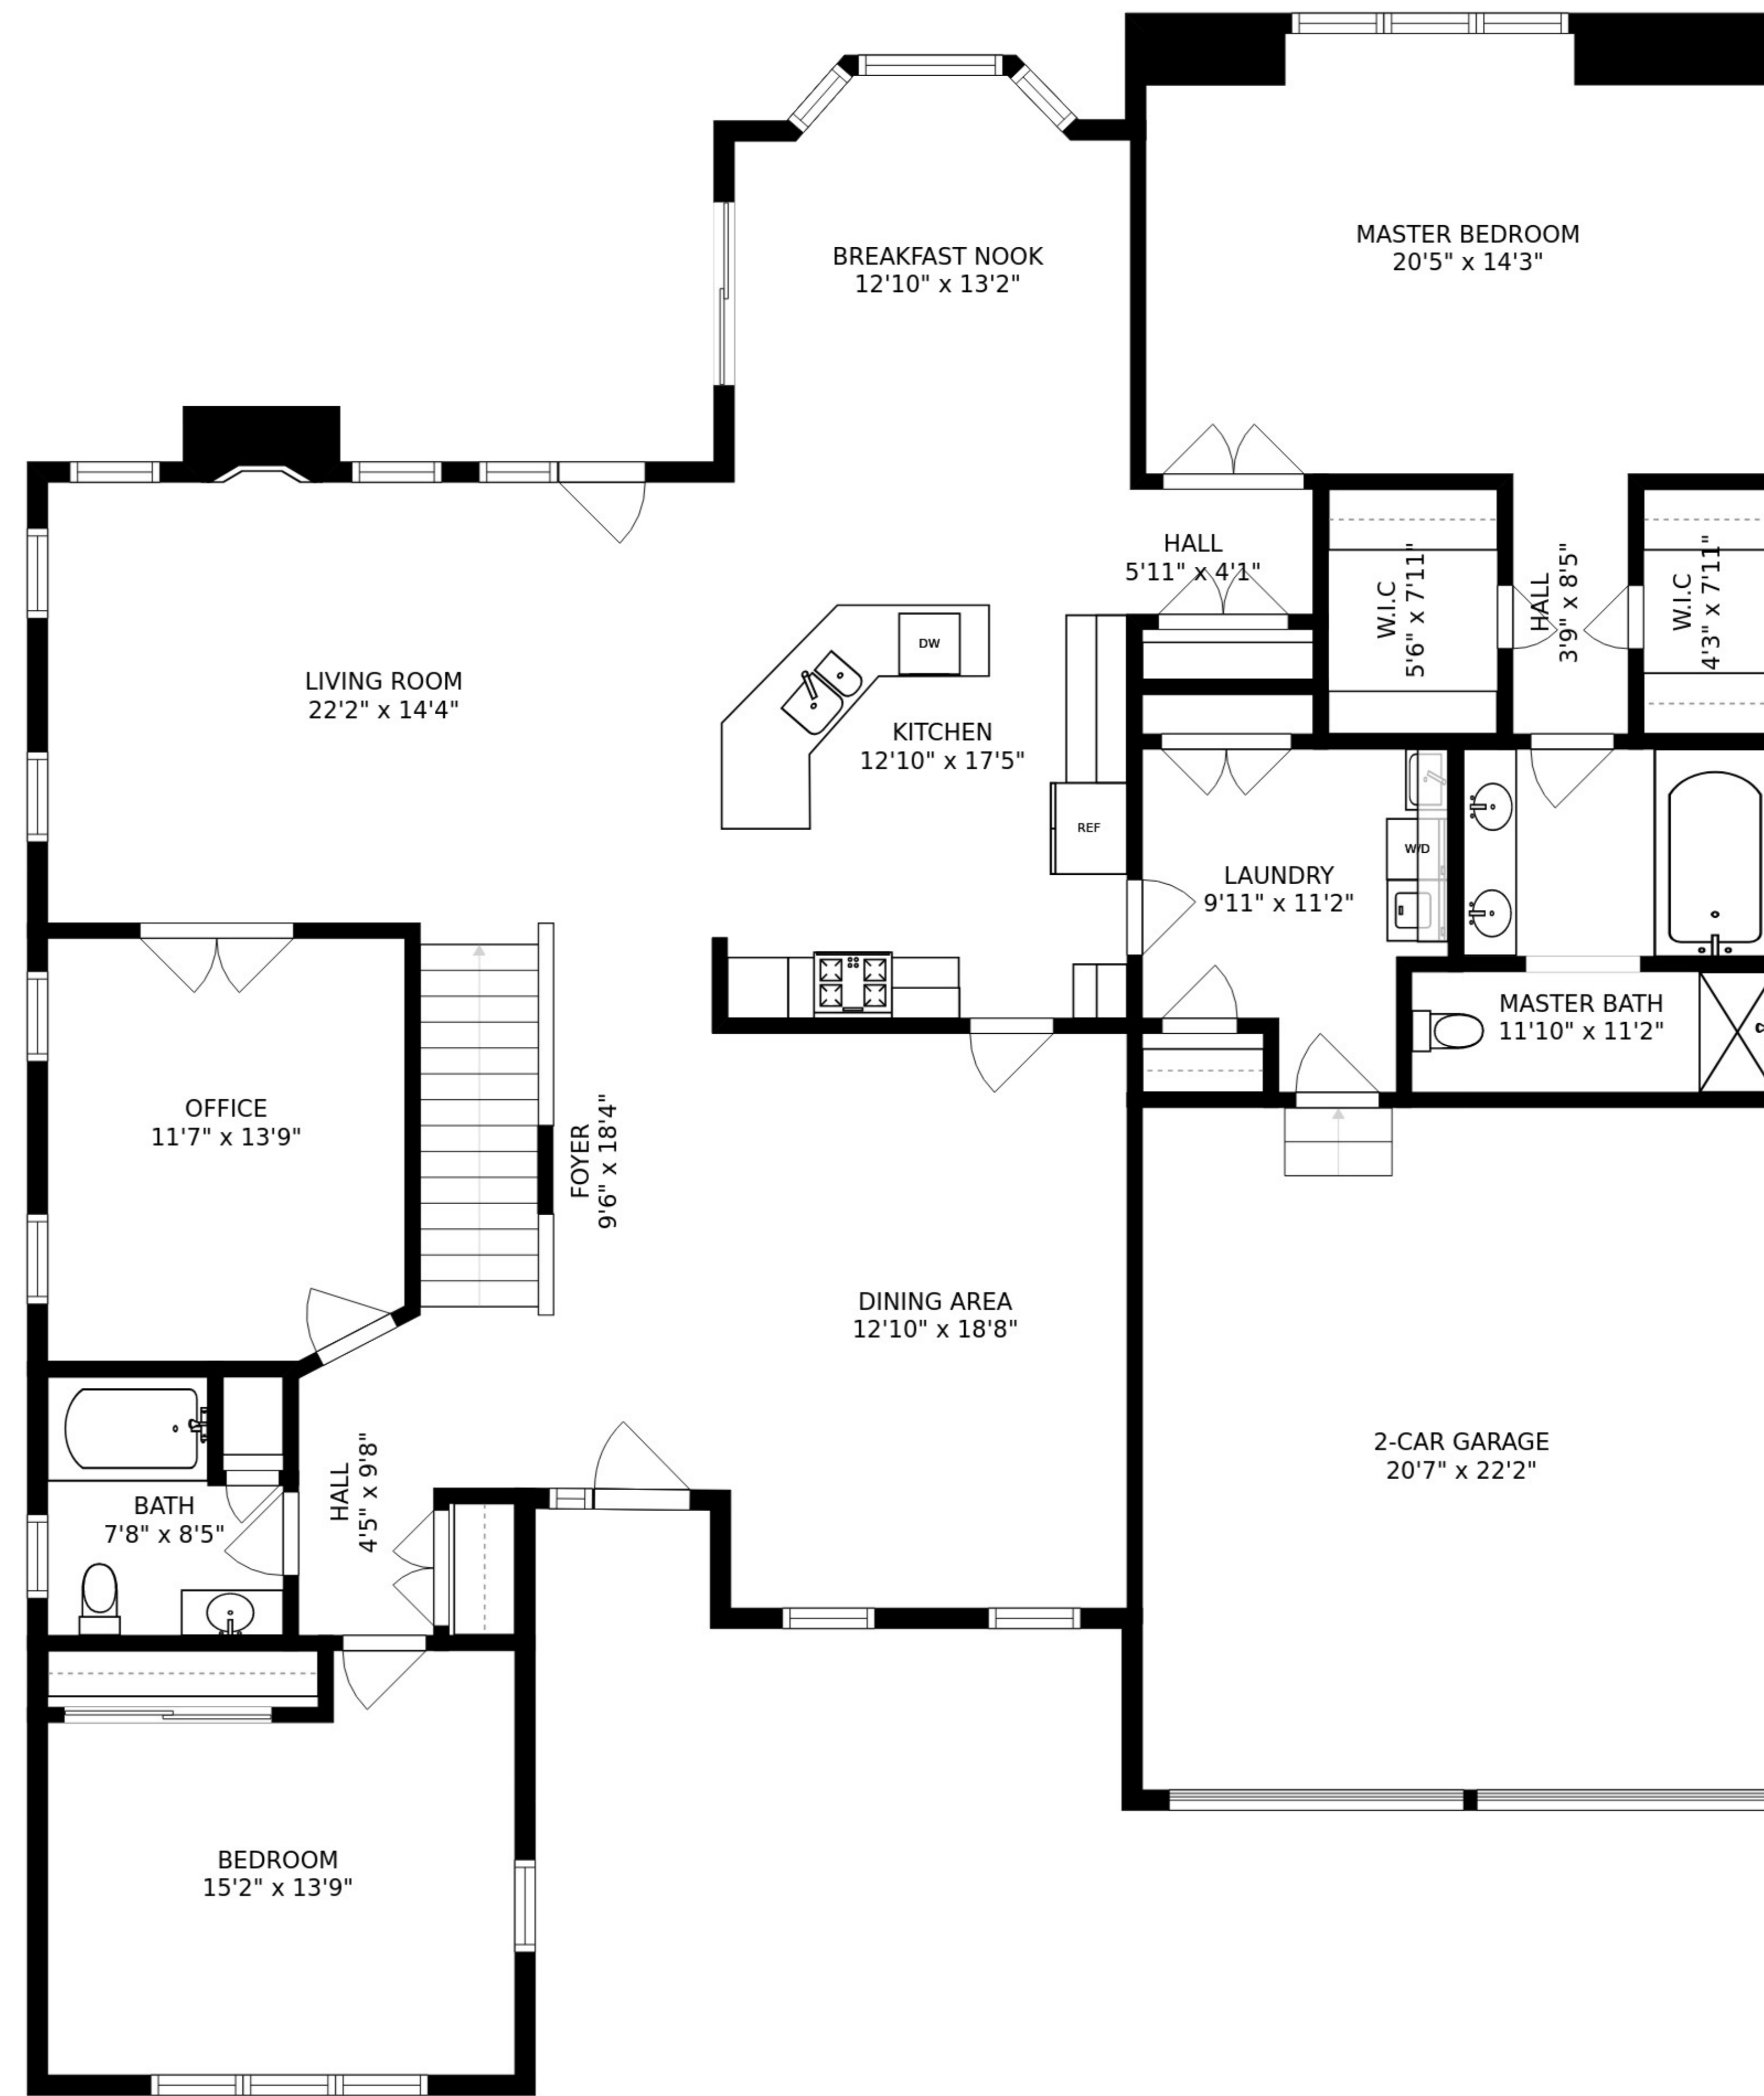 MASTER BEDROOM
20'5" x 14'3"
BREAKFAST NOOK
12'10" x 13'2"
HALL
5'11" x 4'1"
W.I.C
5'6" x 7'11"
HALL
3'9" x 8'5"
W.I.C
4'3" x 7'11"
LIVING ROOM
22'2" x 14'4"
DW
KITCHEN
12'10" x 17'5"
REF
W/D
LAUNDRY
9'11" x 11'2"
MASTER BATH
11'10" x 11'2"
OFFICE
11'7" x 13'9"
FOYER
9'6" x 18'4"
DINING AREA
12'10" x 18'8"
2-CAR GARAGE
20'7" x 22'2"
HALL
4'5" x 9'8"
BATH
7'8" x 8'5"
BEDROOM
15'2" x 13'9"